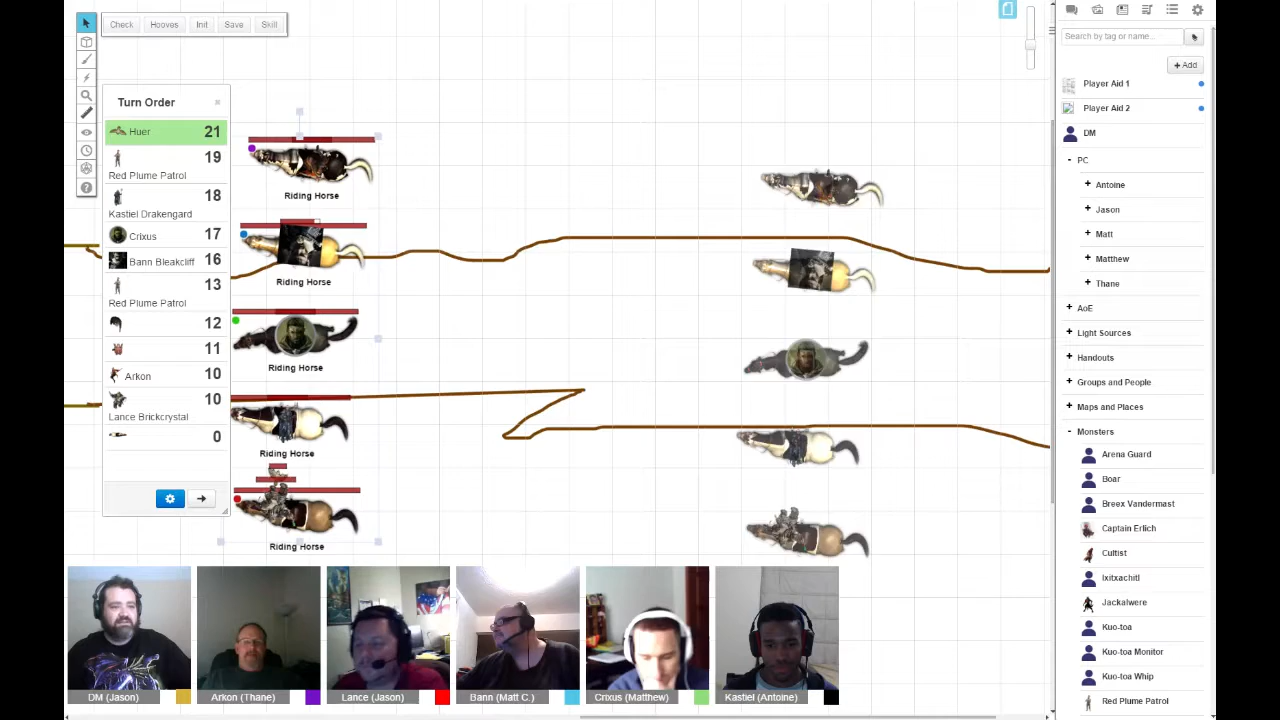 Check Hooves Init Save Skill
Search by tag or name...
+ Add
Turn Order ×
Huer 21
19
Red Plume Patrol
18
Kastiel Drakengard
Crixus 17
Bann Bleakcliff 16
13
Red Plume Patrol
12
11
Arkon 10
10
Lance Brickcrystal
0
Riding Horse
Riding Horse
Riding Horse
Riding Horse
Riding Horse
Player Aid 1
Player Aid 2
DM
- PC
+ Antoine
+ Jason
+ Matt
+ Matthew
+ Thane
+ AoE
+ Light Sources
+ Handouts
+ Groups and People
+ Maps and Places
- Monsters
Arena Guard
Boar
Breex Vandermast
Captain Erlich
Cultist
Ixitxachitl
Jackalwere
Kuo-toa
Kuo-toa Monitor
Kuo-toa Whip
Red Plume Patrol
DM (Jason) Arkon (Thane) Lance (Jason) Bann (Matt C.) Crixus (Matthew) Kastiel (Antoine)